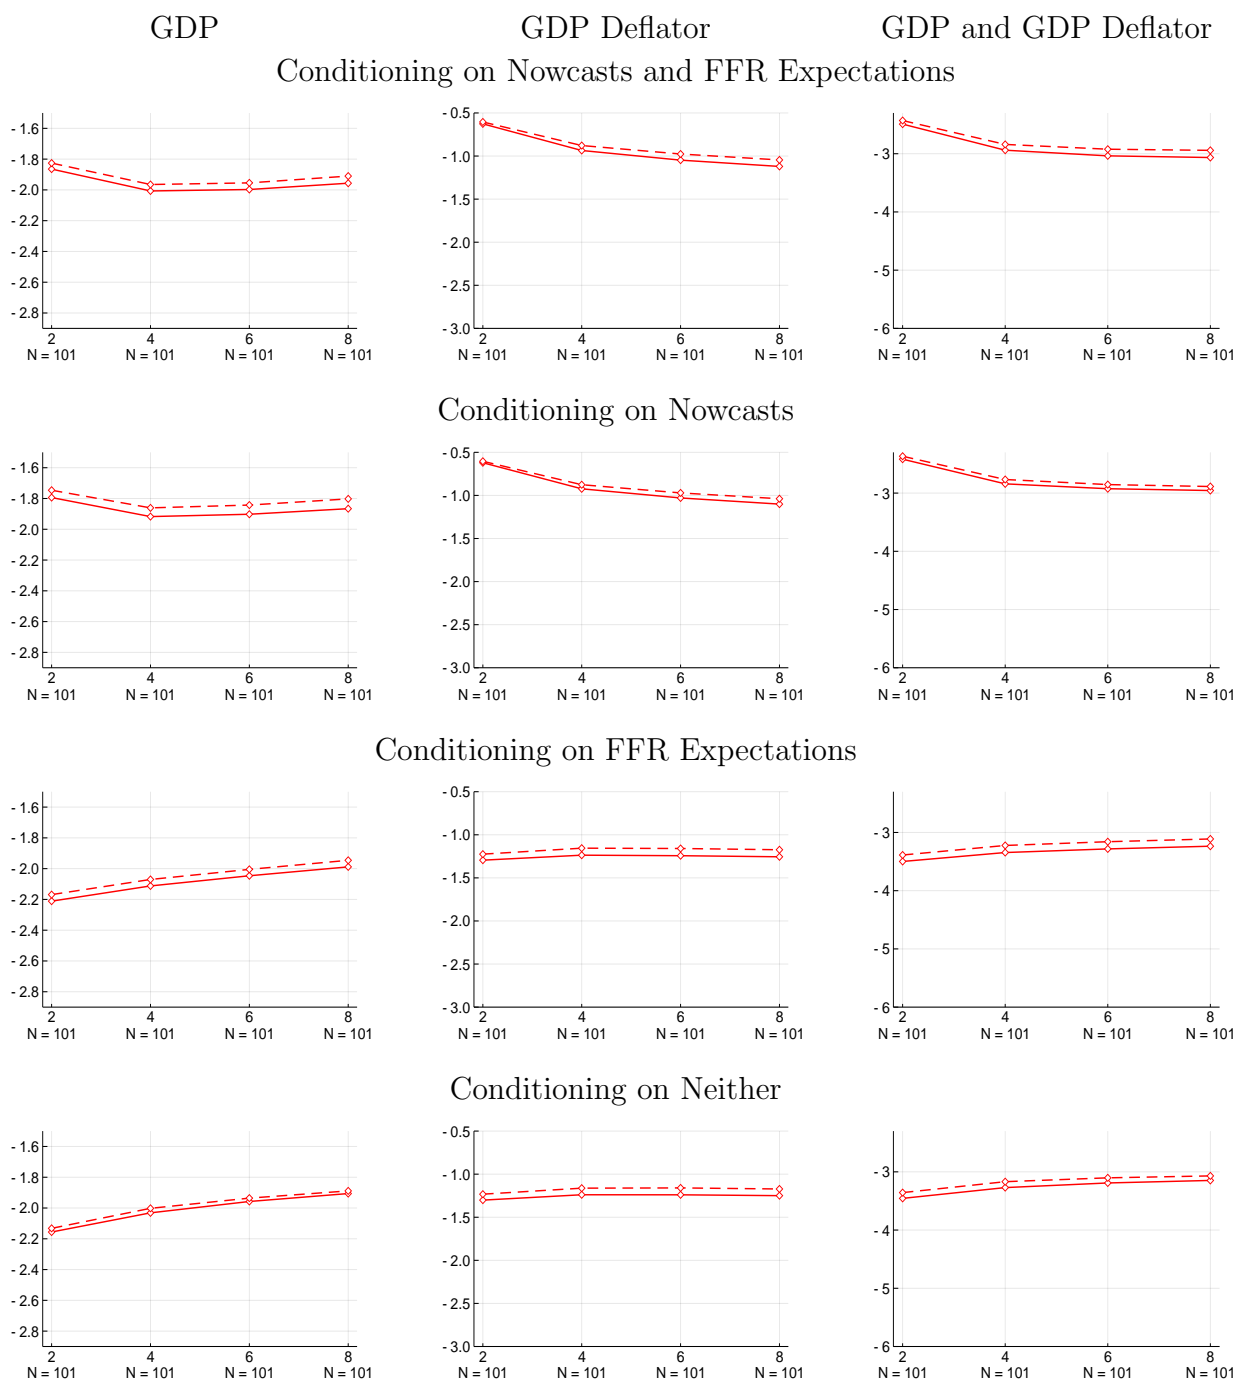 GDP GDP Deflator GDP and GDP Deflator
Conditioning on Nowcasts and FFR Expectations
- 1.6
- 1.8
- 2.0
- 2.2
- 2.4
- 2.6
- 2.8
2 4 6 8
N = 101 N = 101 N = 101 N = 101
- 0.5
- 1.0
- 1.5
- 2.0
- 2.5
- 3.0
2 4 6 8
N = 101 N = 101 N = 101 N = 101
- 3
- 4
- 5
- 6
2 4 6 8
N = 101 N = 101 N = 101 N = 101
Conditioning on Nowcasts
- 1.6
- 1.8
- 2.0
- 2.2
- 2.4
- 2.6
- 2.8
2 4 6 8
N = 101 N = 101 N = 101 N = 101
- 0.5
- 1.0
- 1.5
- 2.0
- 2.5
- 3.0
2 4 6 8
N = 101 N = 101 N = 101 N = 101
- 3
- 4
- 5
- 6
2 4 6 8
N = 101 N = 101 N = 101 N = 101
Conditioning on FFR Expectations
- 1.6
- 1.8
- 2.0
- 2.2
- 2.4
- 2.6
- 2.8
2 4 6 8
N = 101 N = 101 N = 101 N = 101
- 0.5
- 1.0
- 1.5
- 2.0
- 2.5
- 3.0
2 4 6 8
N = 101 N = 101 N = 101 N = 101
- 3
- 4
- 5
- 6
2 4 6 8
N = 101 N = 101 N = 101 N = 101
Conditioning on Neither
- 1.6
- 1.8
- 2.0
- 2.2
- 2.4
- 2.6
- 2.8
2 4 6 8
N = 101 N = 101 N = 101 N = 101
- 0.5
- 1.0
- 1.5
- 2.0
- 2.5
- 3.0
2 4 6 8
N = 101 N = 101 N = 101 N = 101
- 3
- 4
- 5
- 6
2 4 6 8
N = 101 N = 101 N = 101 N = 101